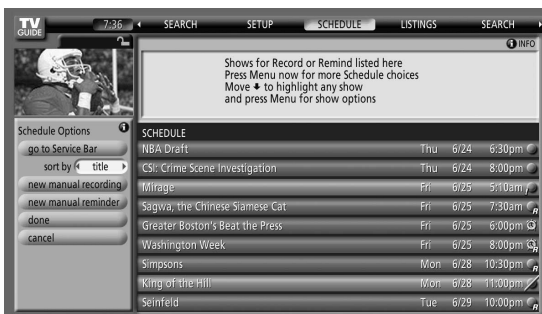 TV GUIDE
7:36
SEARCH SETUP SCHEDULE LISTINGS SEARCH
INFO
Shows for Record or Remind listed here
Press Menu now for more Schedule choices
Move to highlight any show
and press Menu for show options
Schedule Options
go to Service Bar
sort by title
new manual recording
new manual reminder
done
cancel
SCHEDULE
NBA Draft Thu 6/24 6:30pm
CSI: Crime Scene Investigation Thu 6/24 8:00pm
Mirage Fri 6/25 5:10am
Sagwa, the Chinese Siamese Cat Fri 6/25 7:30am R
Greater Boston's Beat the Press Fri 6/25 6:00pm
Washington Week Fri 6/25 8:00pm R
Simpsons Mon 6/28 10:30pm R
King of the Hill Mon 6/28 11:00pm
Seinfeld Tue 6/29 10:00pm R